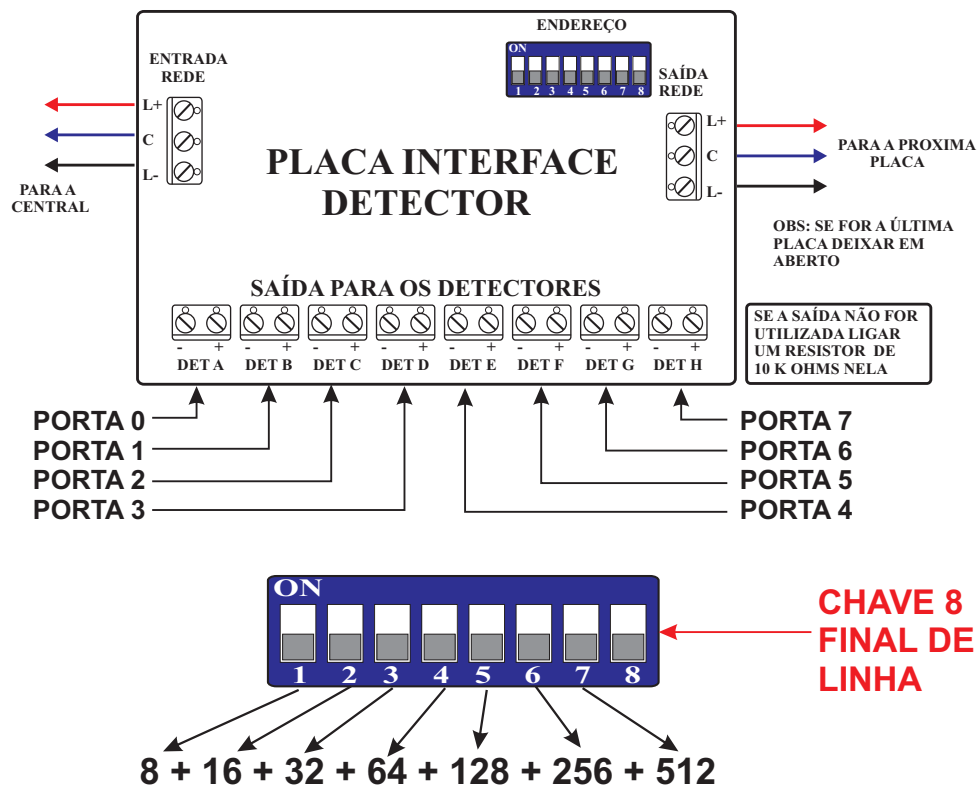 ENDEREÇO
ON
1 2 3 4 5 6 7 8
ENTRADA
REDE
L+
C
L-
PARA A
CENTRAL
SAÍDA
REDE
L+
C
L-
PARA A PROXIMA
PLACA
OBS: SE FOR A ÚLTIMA
PLACA DEIXAR EM
ABERTO
PLACA INTERFACE
DETECTOR
SAÍDA PARA OS DETECTORES
- + - + - + - + - + - + - + - +
DET A DET B DET C DET D DET E DET F DET G DET H
SE A SAÍDA NÃO FOR
UTILIZADA LIGAR
UM RESISTOR DE
10 K OHMS NELA
PORTA 0
PORTA 1
PORTA 2
PORTA 3
PORTA 7
PORTA 6
PORTA 5
PORTA 4
ON
1 2 3 4 5 6 7 8
CHAVE 8
FINAL DE
LINHA
8 + 16 + 32 + 64 + 128 + 256 + 512